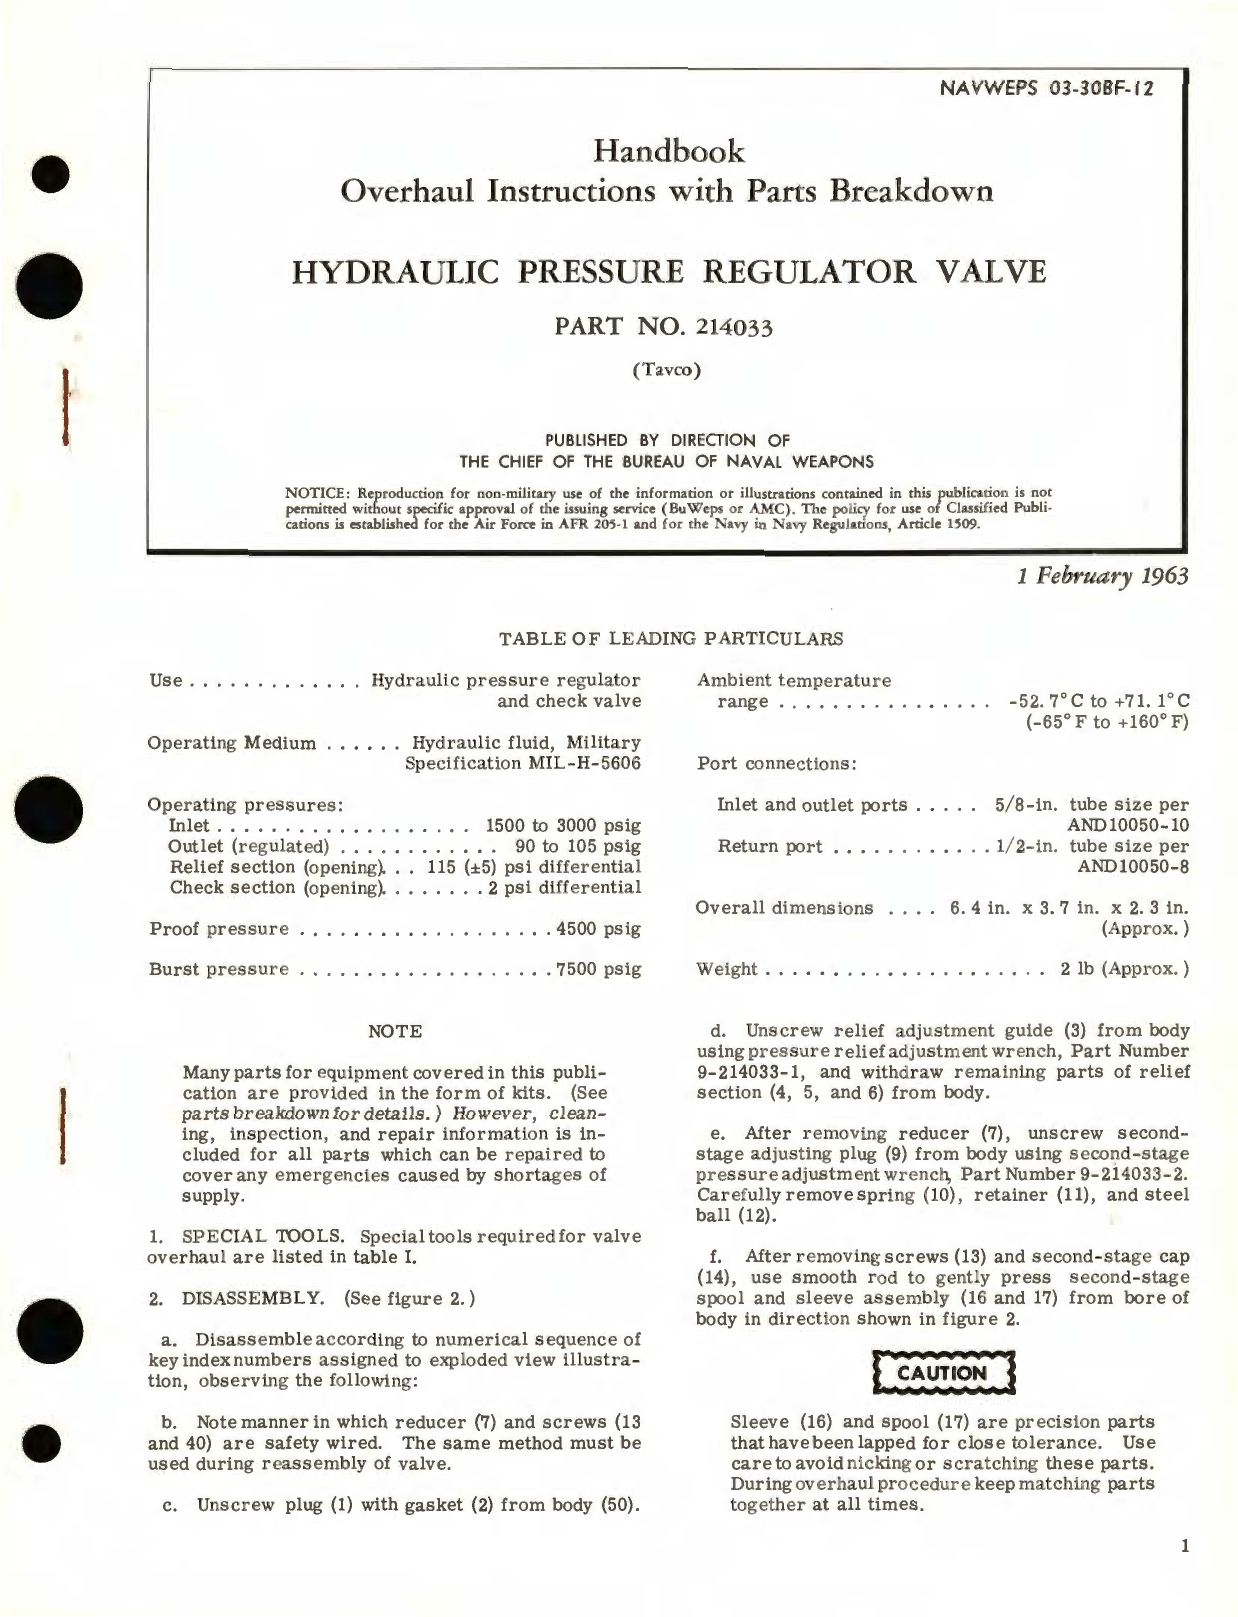 NAVWEPS 03-30BF-12
Handbook
Overhaul Instructions with Parts Breakdown
HYDRAULIC PRESSURE REGULATOR VALVE
PART NO. 214033
(Tavco)
PUBLISHED BY DIRECTION OF
THE CHIEF OF THE BUREAU OF NAVAL WEAPONS
NOTICE: Reproduction for non-military use of the information or illustrations contained in this publication is not
permitted without specific approval of the issuing service (BuWeps or AMC). The policy for use of Classified Publi-
cations is established for the Air Force in AFR 205-1 and for the Navy in Navy Regulations, Article 1509.
1 February 1963
TABLE OF LEADING PARTICULARS
Use . . . . . . . . . . . . . Hydraulic pressure regulator
and check valve
Operating Medium . . . . . . Hydraulic fluid, Military
Specification MIL-H-5606
Operating pressures:
Inlet . . . . . . . . . . . . . . . . . . . 1500 to 3000 psig
Outlet (regulated) . . . . . . . . . . . . 90 to 105 psig
Relief section (opening). . . 115 (±5) psi differential
Check section (opening). . . . . . . . 2 psi differential
Proof pressure . . . . . . . . . . . . . . . . . . . 4500 psig
Burst pressure . . . . . . . . . . . . . . . . . . . 7500 psig
NOTE
Many parts for equipment covered in this publi-
cation are provided in the form of kits. (See
parts breakdown for details.) However, clean-
ing, inspection, and repair information is in-
cluded for all parts which can be repaired to
cover any emergencies caused by shortages of
supply.
1. SPECIAL TOOLS. Special tools required for valve
overhaul are listed in table I.
2. DISASSEMBLY. (See figure 2.)
a. Disassemble according to numerical sequence of
key index numbers assigned to exploded view illustra-
tion, observing the following:
b. Note manner in which reducer (7) and screws (13
and 40) are safety wired. The same method must be
used during reassembly of valve.
c. Unscrew plug (1) with gasket (2) from body (50).
Ambient temperature
range . . . . . . . . . . . . . . . . -52.7°C to +71.1°C
(-65°F to +160°F)
Port connections:
Inlet and outlet ports . . . . . 5/8-in. tube size per
AND10050-10
Return port . . . . . . . . . . . . 1/2-in. tube size per
AND10050-8
Overall dimensions . . . . 6.4 in. x 3.7 in. x 2.3 in.
(Approx.)
Weight . . . . . . . . . . . . . . . . . . . . . 2 lb (Approx.)
d. Unscrew relief adjustment guide (3) from body
using pressure relief adjustment wrench, Part Number
9-214033-1, and withdraw remaining parts of relief
section (4, 5, and 6) from body.
e. After removing reducer (7), unscrew second-
stage adjusting plug (9) from body using second-stage
pressure adjustment wrench, Part Number 9-214033-2.
Carefully remove spring (10), retainer (11), and steel
ball (12).
f. After removing screws (13) and second-stage cap
(14), use smooth rod to gently press second-stage
spool and sleeve assembly (16 and 17) from bore of
body in direction shown in figure 2.
CAUTION
Sleeve (16) and spool (17) are precision parts
that have been lapped for close tolerance. Use
care to avoid nicking or scratching these parts.
During overhaul procedure keep matching parts
together at all times.
1